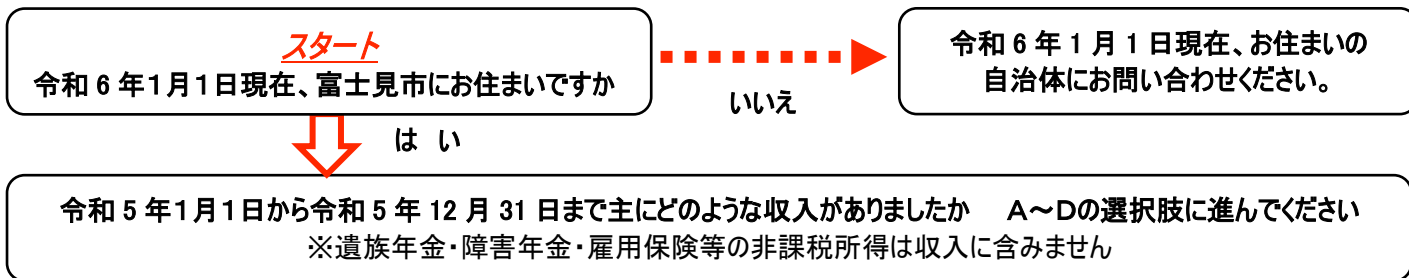 スタート
令和6年1月1日現在、富士見市にお住まいですか
いいえ
令和6年1月1日現在、お住まいの
自治体にお問い合わせください。
は い
令和5年1月1日から令和5年12月31日まで主にどのような収入がありましたか　A～Dの選択肢に進んでください
※遺族年金・障害年金・雇用保険等の非課税所得は収入に含みません